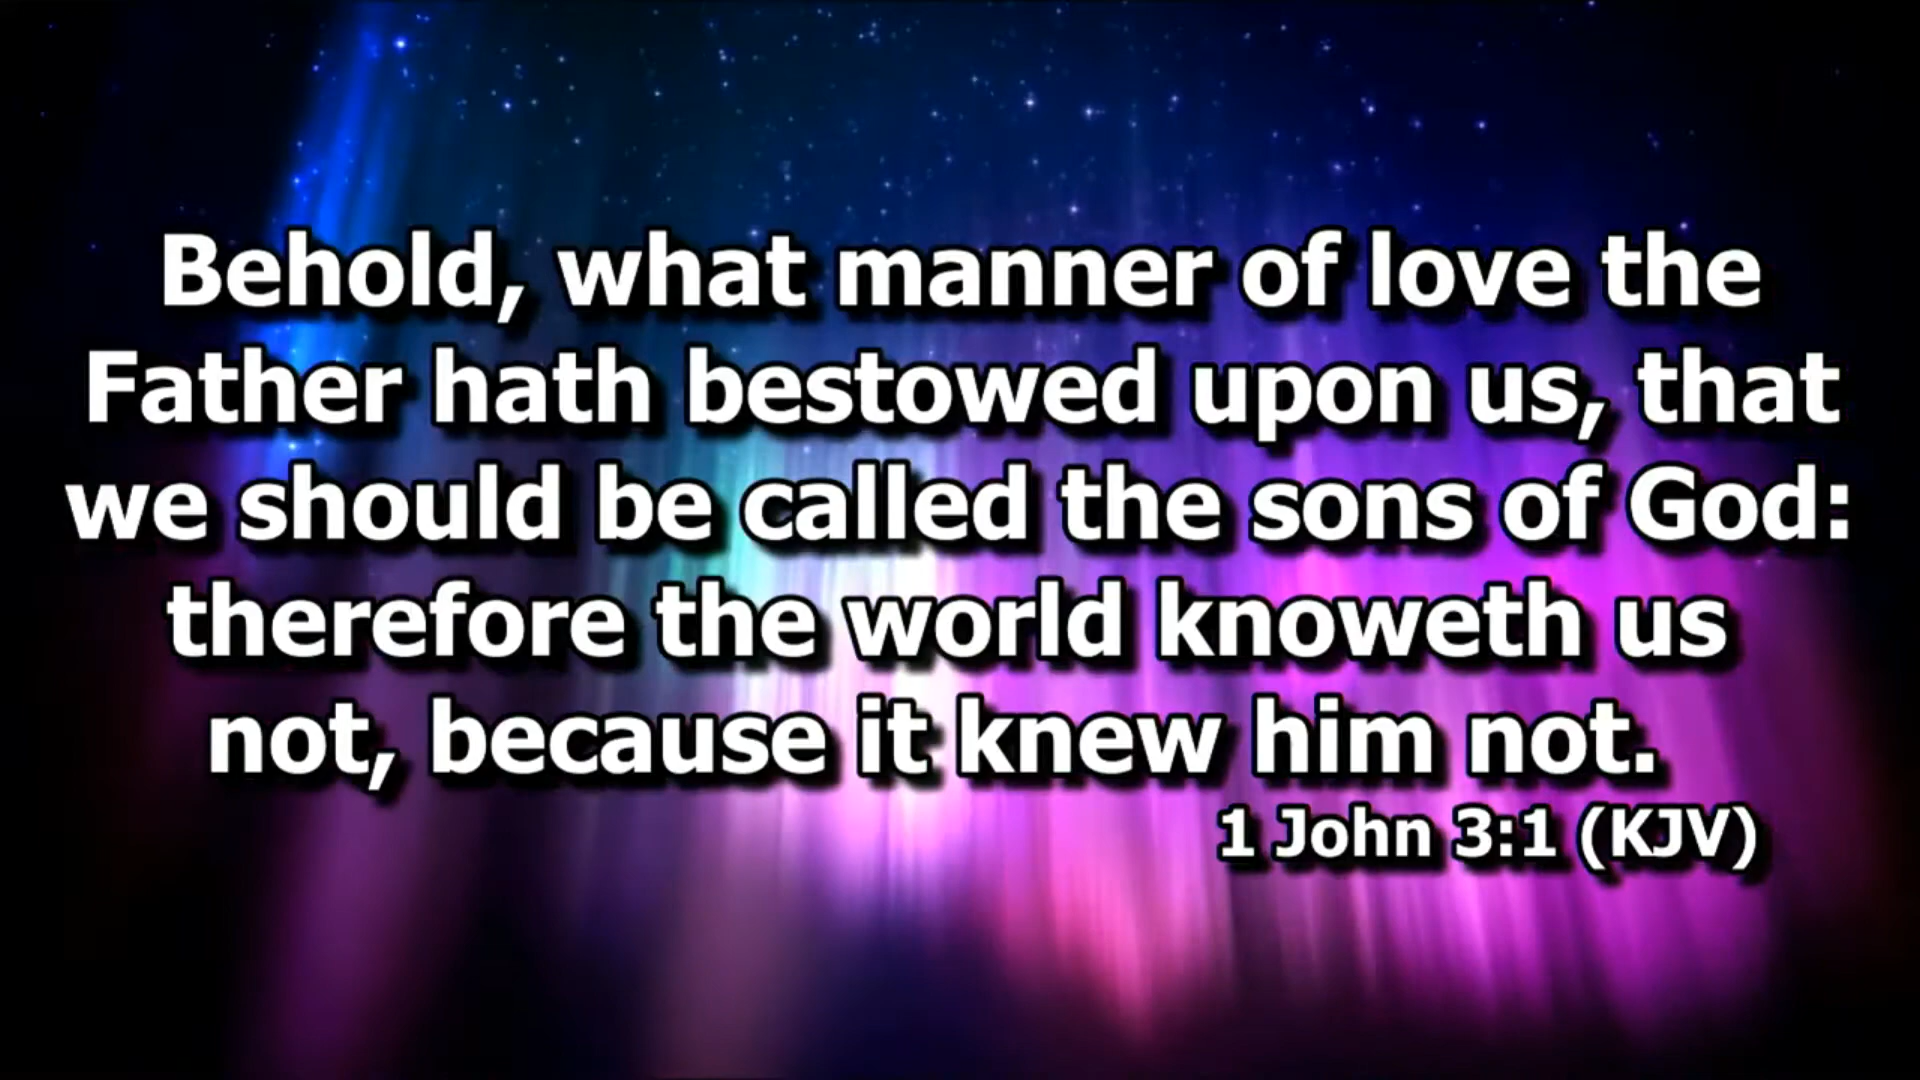 Behold, what manner of love the
Father hath bestowed upon us, that
we should be called the sons of God:
therefore the world knoweth us
not, because it knew him not.
1 John 3:1 (KJV)